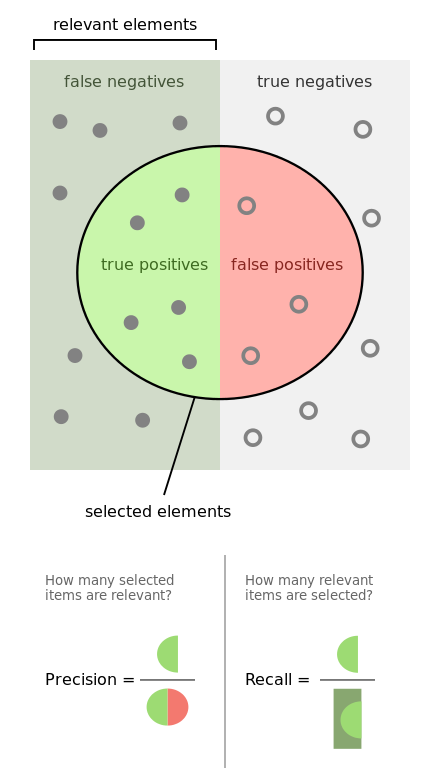 relevant elements
false negatives
true negatives
true positives
false positives
selected elements
How many selected
items are relevant?
How many relevant
items are selected?
Precision =
Recall =